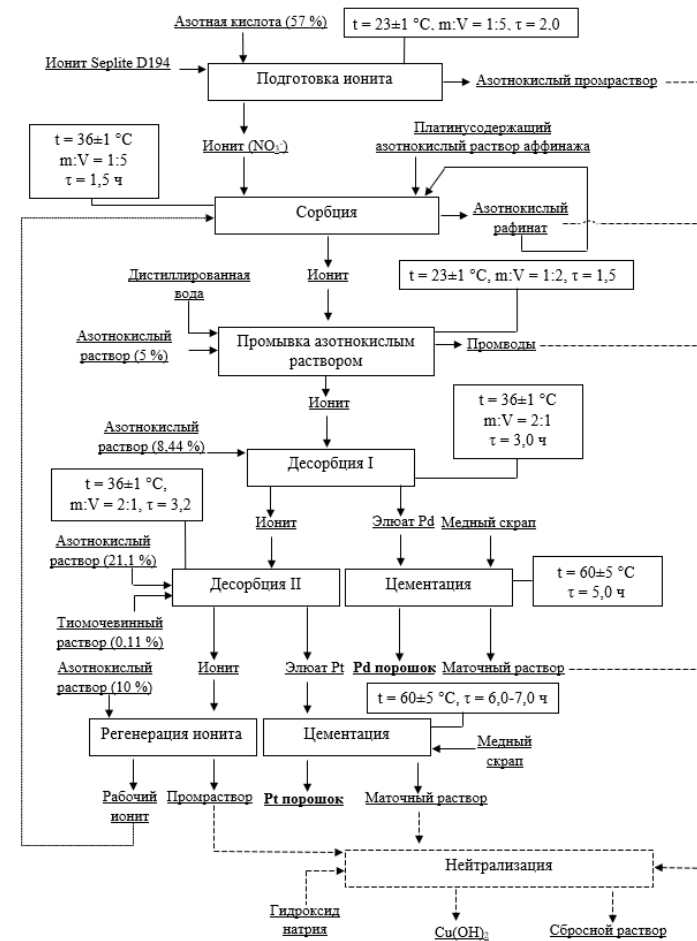 Азотная кислота (57 %)
t = 23±1 °C, m:V = 1:5, τ = 2,0
Ионит Seplite D194
Подготовка ионита
Азотнокислый промраствор
t = 36±1 °C
m:V = 1:5
τ = 1,5 ч
Ионит (NO₃⁻)
Платинусодержащий
азотнокислый раствор аффинажа
Сорбция
Азотнокислый
рафинат
Ионит
t = 23±1 °C, m:V = 1:2, τ = 1,5
Дистиллированная
вода
Азотнокислый
раствор (5 %)
Промывка азотнокислым
раствором
Промводы
Ионит
t = 36±1 °C
m:V = 2:1
τ = 3,0 ч
Азотнокислый
раствор (8,44 %)
Десорбция I
t = 36±1 °C,
m:V = 2:1, τ = 3,2
Ионит
Элюат Pd
Медный скрап
Азотнокислый
раствор (21,1 %)
Десорбция II
Цементация
t = 60±5 °C
τ = 5,0 ч
Тиомочевинный
раствор (0,11 %)
Азотнокислый
раствор (10 %)
Ионит
Элюат Pt
Pd порошок
Маточный раствор
t = 60±5 °C, τ = 6,0-7,0 ч
Регенерация ионита
Цементация
Медный
скрап
Рабочий
ионит
Промраствор
Pt порошок
Маточный раствор
Нейтрализация
Гидроксид
натрия
Cu(OH)₂
Сбросной раствор